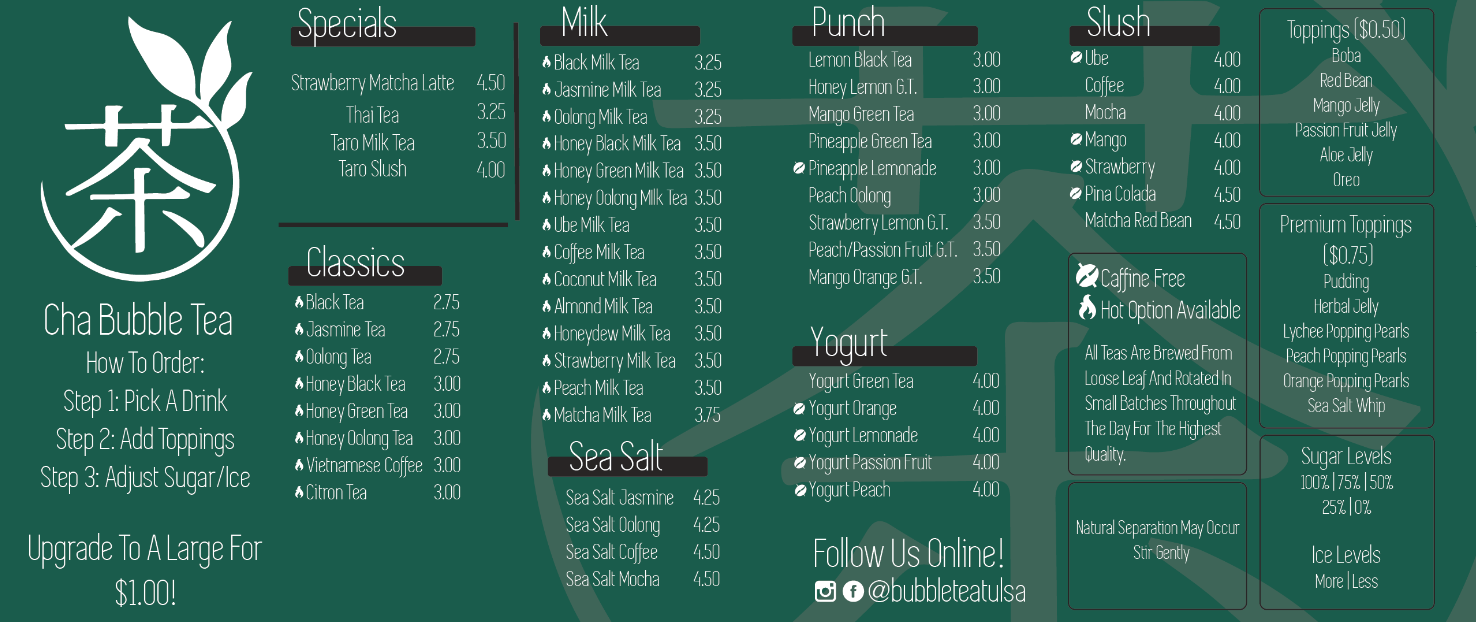 茶
Cha Bubble Tea
How To Order:
Step 1: Pick A Drink
Step 2: Add Toppings
Step 3: Adjust Sugar/Ice
Upgrade To A Large For
$1.00!
Specials
Strawberry Matcha Latte 4.50
Thai Tea 3.25
Taro Milk Tea 3.50
Taro Slush 4.00
Classics
Black Tea 2.75
Jasmine Tea 2.75
Oolong Tea 2.75
Honey Black Tea 3.00
Honey Green Tea 3.00
Honey Oolong Tea 3.00
Vietnamese Coffee 3.00
Citron Tea 3.00
Milk
Black Milk Tea 3.25
Jasmine Milk Tea 3.25
Oolong Milk Tea 3.25
Honey Black Milk Tea 3.50
Honey Green Milk Tea 3.50
Honey Oolong Milk Tea 3.50
Ube Milk Tea 3.50
Coffee Milk Tea 3.50
Coconut Milk Tea 3.50
Almond Milk Tea 3.50
Honeydew Milk Tea 3.50
Strawberry Milk Tea 3.50
Peach Milk Tea 3.50
Matcha Milk Tea 3.75
Sea Salt
Sea Salt Jasmine 4.25
Sea Salt Oolong 4.25
Sea Salt Coffee 4.50
Sea Salt Mocha 4.50
Punch
Lemon Black Tea 3.00
Honey Lemon G.T. 3.00
Mango Green Tea 3.00
Pineapple Green Tea 3.00
Pineapple Lemonade 3.00
Peach Oolong 3.00
Strawberry Lemon G.T. 3.50
Peach/Passion Fruit G.T. 3.50
Mango Orange G.T. 3.50
Yogurt
Yogurt Green Tea 4.00
Yogurt Orange 4.00
Yogurt Lemonade 4.00
Yogurt Passion Fruit 4.00
Yogurt Peach 4.00
Follow Us Online!
@bubbleteatulsa
Slush
Ube 4.00
Coffee 4.00
Mocha 4.00
Mango 4.00
Strawberry 4.00
Pina Colada 4.50
Matcha Red Bean 4.50
Caffine Free
Hot Option Available
All Teas Are Brewed From
Loose Leaf And Rotated In
Small Batches Throughout
The Day For The Highest
Quality.
Natural Separation May Occur
Stir Gently
Toppings ($0.50)
Boba
Red Bean
Mango Jelly
Passion Fruit Jelly
Aloe Jelly
Oreo
Premium Toppings
($0.75)
Pudding
Herbal Jelly
Lychee Popping Pearls
Peach Popping Pearls
Orange Popping Pearls
Sea Salt Whip
Sugar Levels
100% | 75% | 50%
25% | 0%
Ice Levels
More | Less